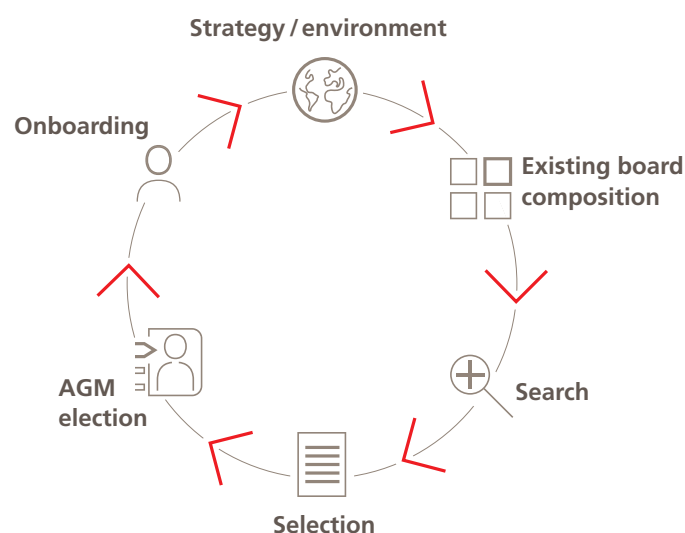 Strategy / environment
Onboarding
Existing board
composition
Search
AGM
election
Selection